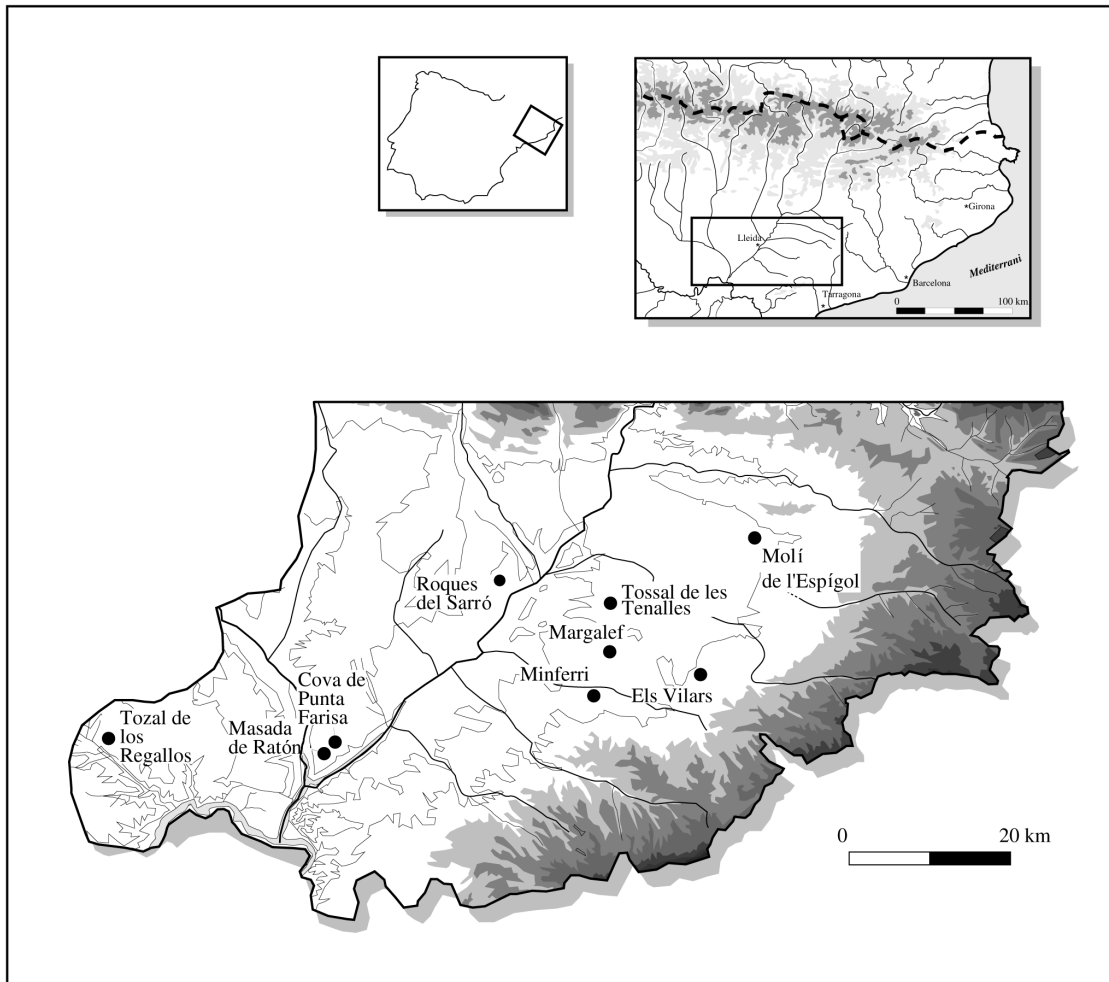 Girona
Lleida
Mediterrani
Barcelona
Tarragona
0 100 km
Molí
de l'Espígol
Roques
del Sarró
Tossal de les
Tenalles
Margalef
Minferri
Els Vilars
Cova de
Punta
Farisa
Tozal de
los
Regallos
Masada
de Ratón
0 20 km